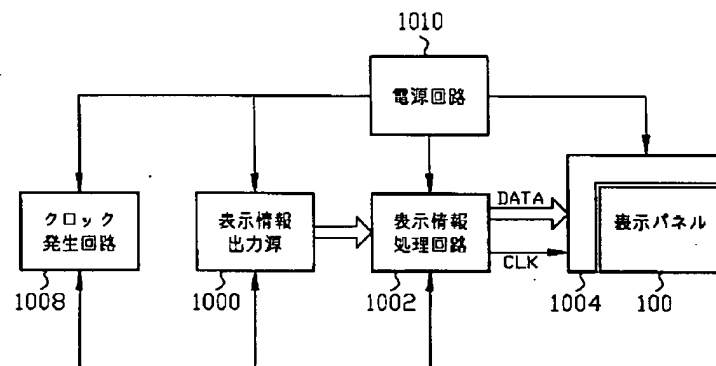 1010
電源回路
クロック
発生回路
表示情報
出力源
表示情報
処理回路
DATA
CLK
表示パネル
1008
1000
1002
1004
100